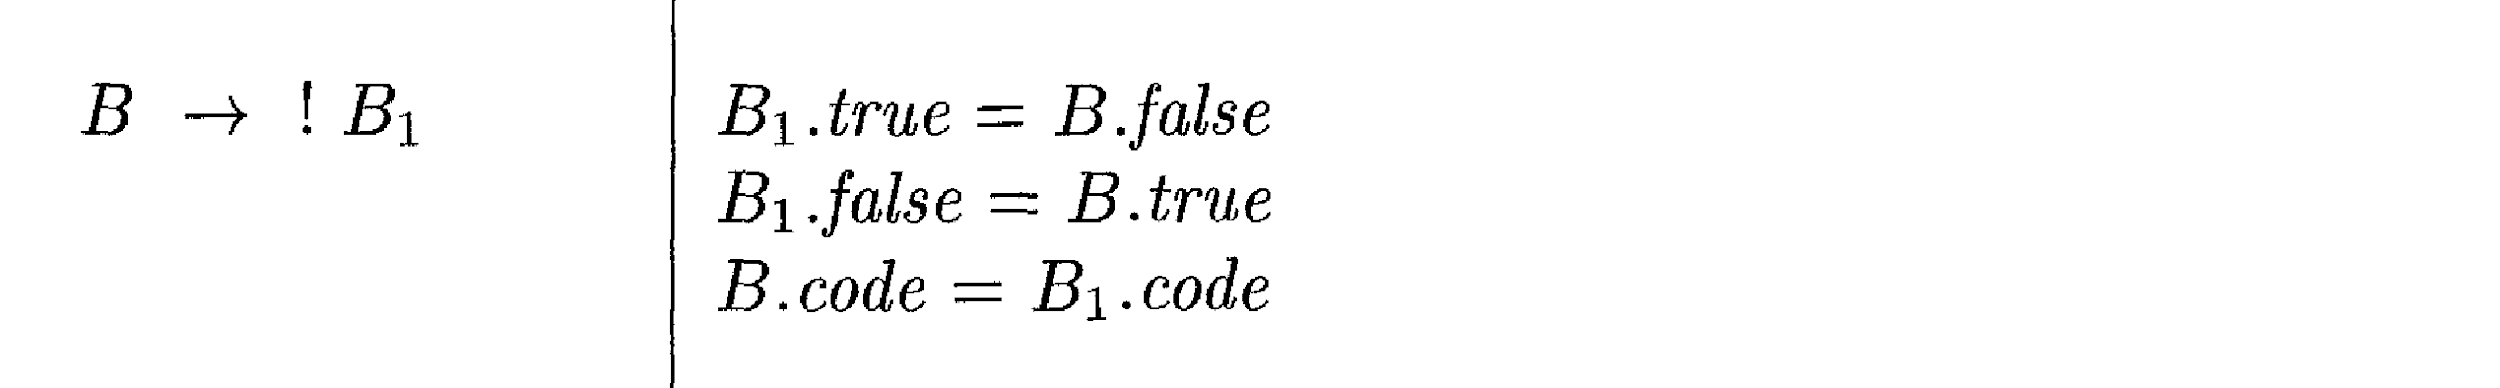 B → ! B₁ B₁.true = B.false
B₁.false = B.true
B.code = B₁.code